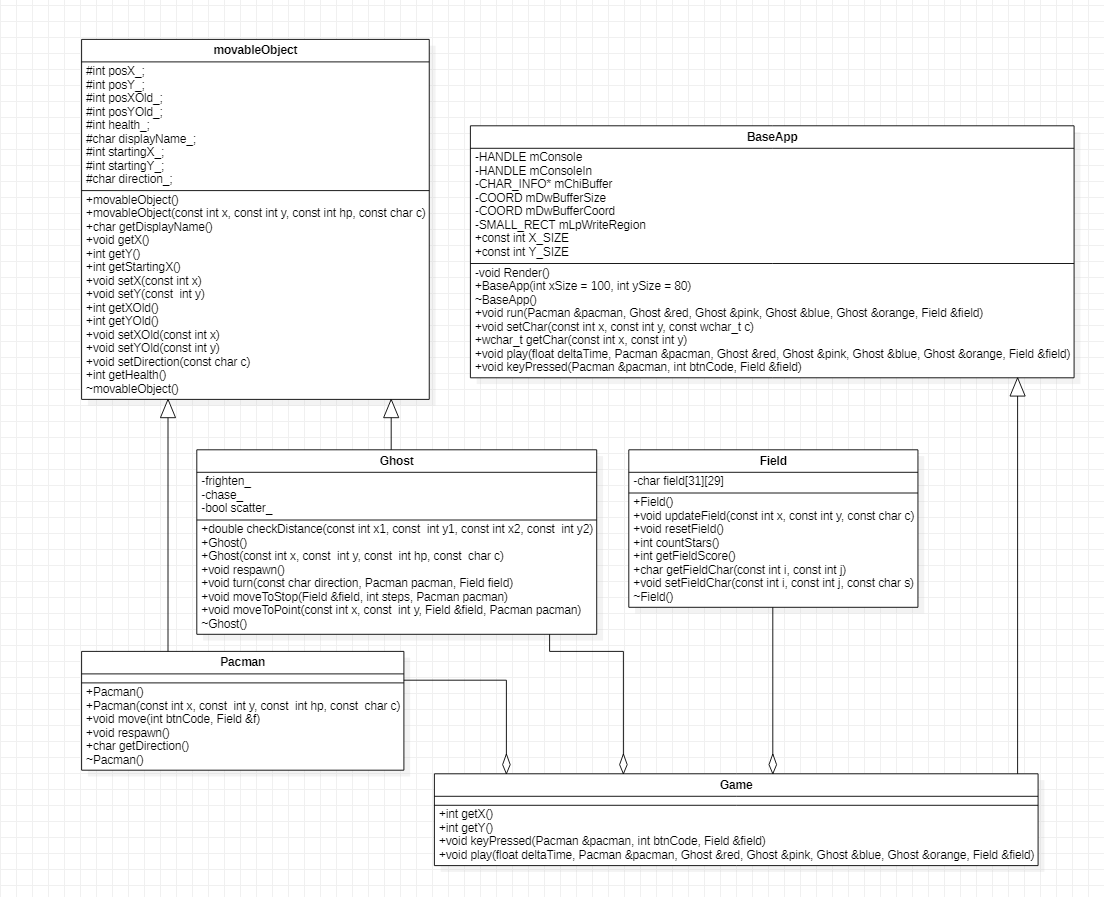 movableObject
#int posX_;
#int posY_;
#int posXOld_;
#int posYOld_;
#int health_;
#char displayName_;
#int startingX_;
#int startingY_;
#char direction_;
+movableObject()
+movableObject(const int x, const int y, const int hp, const char c)
+char getDisplayName()
+void getX()
+int getY()
+int getStartingX()
+void setX(const int x)
+void setY(const  int y)
+int getXOld()
+int getYOld()
+void setXOld(const int x)
+void setYOld(const int y)
+void setDirection(const char c)
+int getHealth()
~movableObject()
BaseApp
-HANDLE mConsole
-HANDLE mConsoleIn
-CHAR_INFO* mChiBuffer
-COORD mDwBufferSize
-COORD mDwBufferCoord
-SMALL_RECT mLpWriteRegion
+const int X_SIZE
+const int Y_SIZE
-void Render()
+BaseApp(int xSize = 100, int ySize = 80)
~BaseApp()
+void run(Pacman &pacman, Ghost &red, Ghost &pink, Ghost &blue, Ghost &orange, Field &field)
+void setChar(const int x, const int y, const wchar_t c)
+wchar_t getChar(const int x, const int y)
+void play(float deltaTime, Pacman &pacman, Ghost &red, Ghost &pink, Ghost &blue, Ghost &orange, Field &field)
+void keyPressed(Pacman &pacman, int btnCode, Field &field)
Ghost
-frighten_
-chase_
-bool scatter_
+double checkDistance(const int x1, const  int y1, const int x2, const  int y2)
+Ghost()
+Ghost(const int x, const  int y, const  int hp, const  char c)
+void respawn()
+void turn(const char direction, Pacman pacman, Field field)
+void moveToStop(Field &field, int steps, Pacman pacman)
+void moveToPoint(const int x, const  int y, Field &field, Pacman pacman)
~Ghost()
Field
-char field[31][29]
+Field()
+void updateField(const int x, const int y, const char c)
+void resetField()
+int countStars()
+int getFieldScore()
+char getFieldChar(const int i, const int j)
+void setFieldChar(const int i, const int j, const char s)
~Field()
Pacman
+Pacman()
+Pacman(const int x, const  int y, const  int hp, const  char c)
+void move(int btnCode, Field &f)
+void respawn()
+char getDirection()
~Pacman()
Game
+int getX()
+int getY()
+void keyPressed(Pacman &pacman, int btnCode, Field &field)
+void play(float deltaTime, Pacman &pacman, Ghost &red, Ghost &pink, Ghost &blue, Ghost &orange, Field &field)